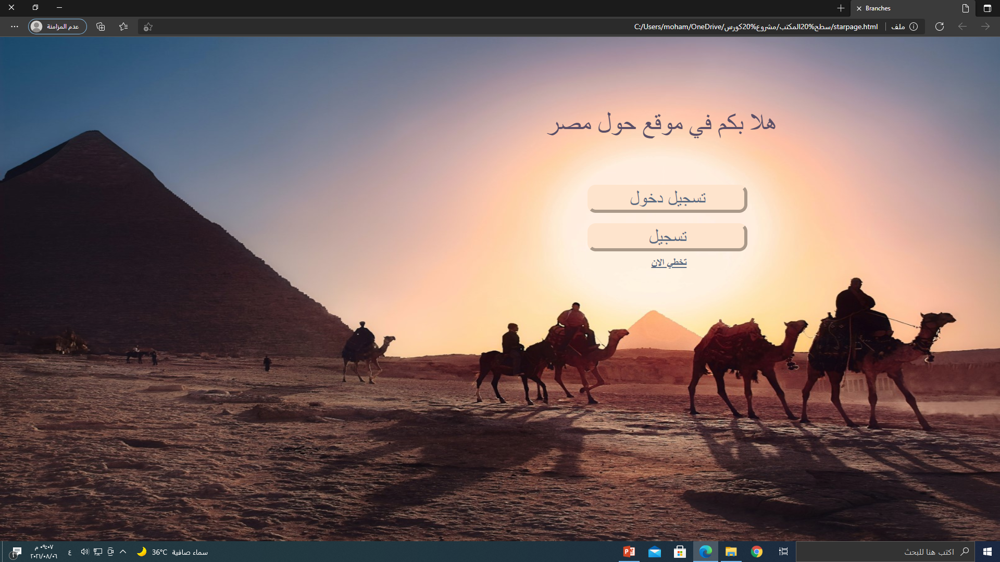 Branches
ملف
C:/Users/moham/OneDrive/سطح%20المكتب/مشروع%20كورس/starpage.html
عدم المزامنة
هلا بكم في موقع حول مصر
تسجيل دخول
تسجيل
تخطي الان
اكتب هنا للبحث
36°C سماء صافية
ع
٠٩:٠٧ م
٢٠٢١/٠٨/٠٦
١